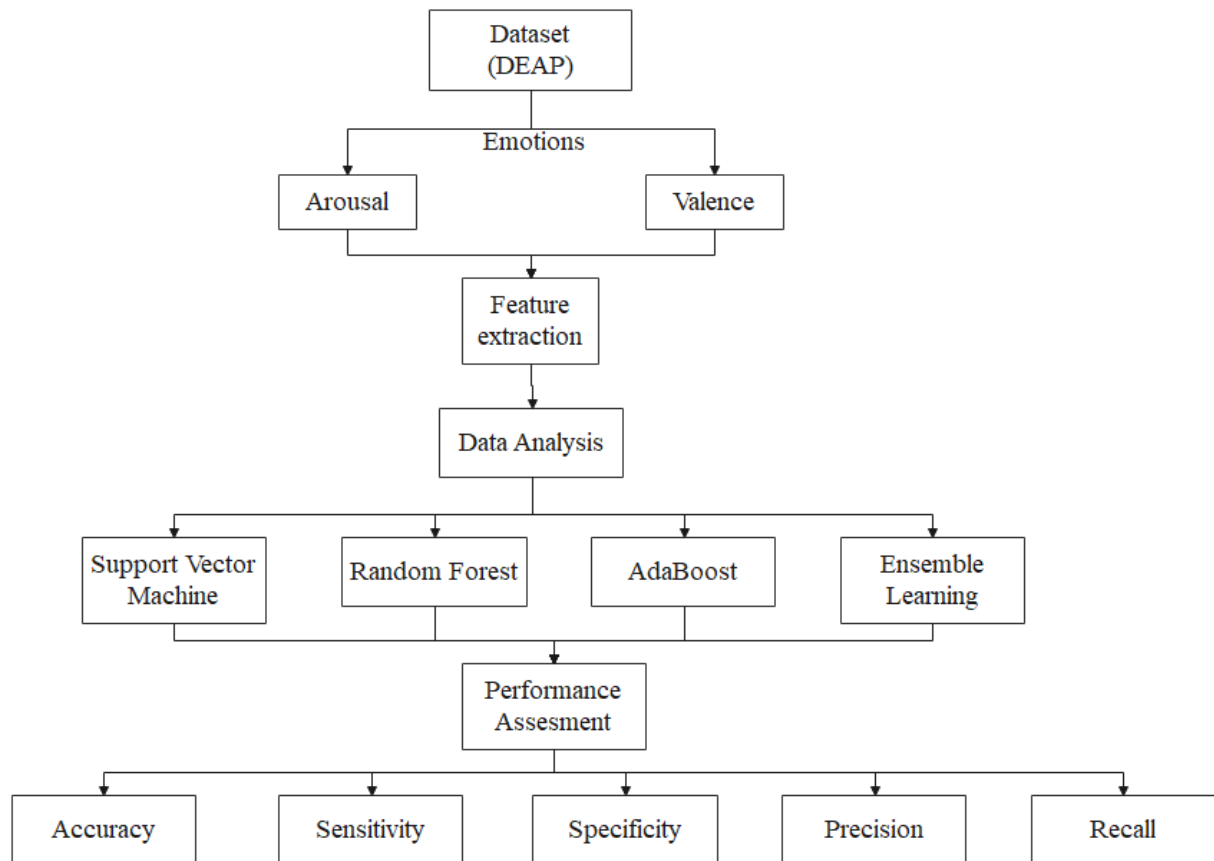 Dataset
(DEAP)
Emotions
Arousal
Valence
Feature
extraction
Data Analysis
Support Vector
Machine
Random Forest
AdaBoost
Ensemble
Learning
Performance
Assesment
Accuracy
Sensitivity
Specificity
Precision
Recall